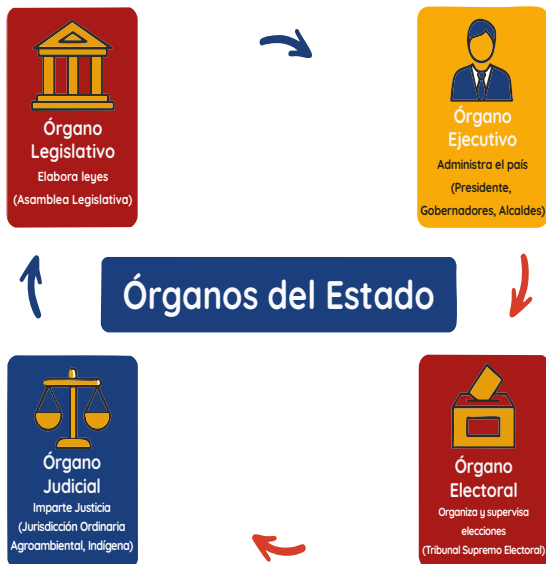 Órgano
Legislativo
Elabora leyes
(Asamblea Legislativa)
Órgano
Ejecutivo
Administra el país
(Presidente,
Gobernadores, Alcaldes)
Órganos del Estado
Órgano
Judicial
Imparte Justicia
(Jurisdicción Ordinaria
Agroambiental, Indígena)
Órgano
Electoral
Organiza y supervisa
elecciones
(Tribunal Supremo Electoral)